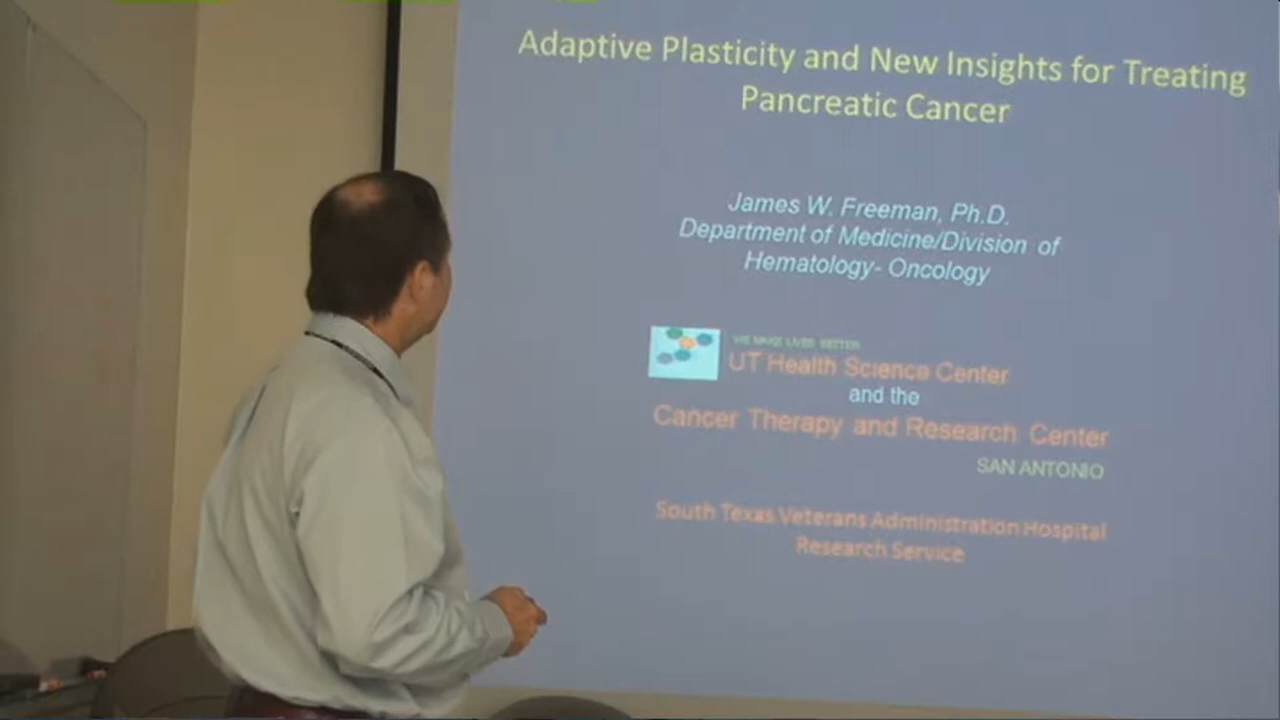 Adaptive Plasticity and New Insights for Treating
Pancreatic Cancer
James W. Freeman, Ph.D.
Department of Medicine/Division of
Hematology- Oncology
WE MAKE LIVES BETTER
UT Health Science Center
and the
Cancer Therapy and Research Center
SAN ANTONIO
South Texas Veterans Administration Hospital
Research Service